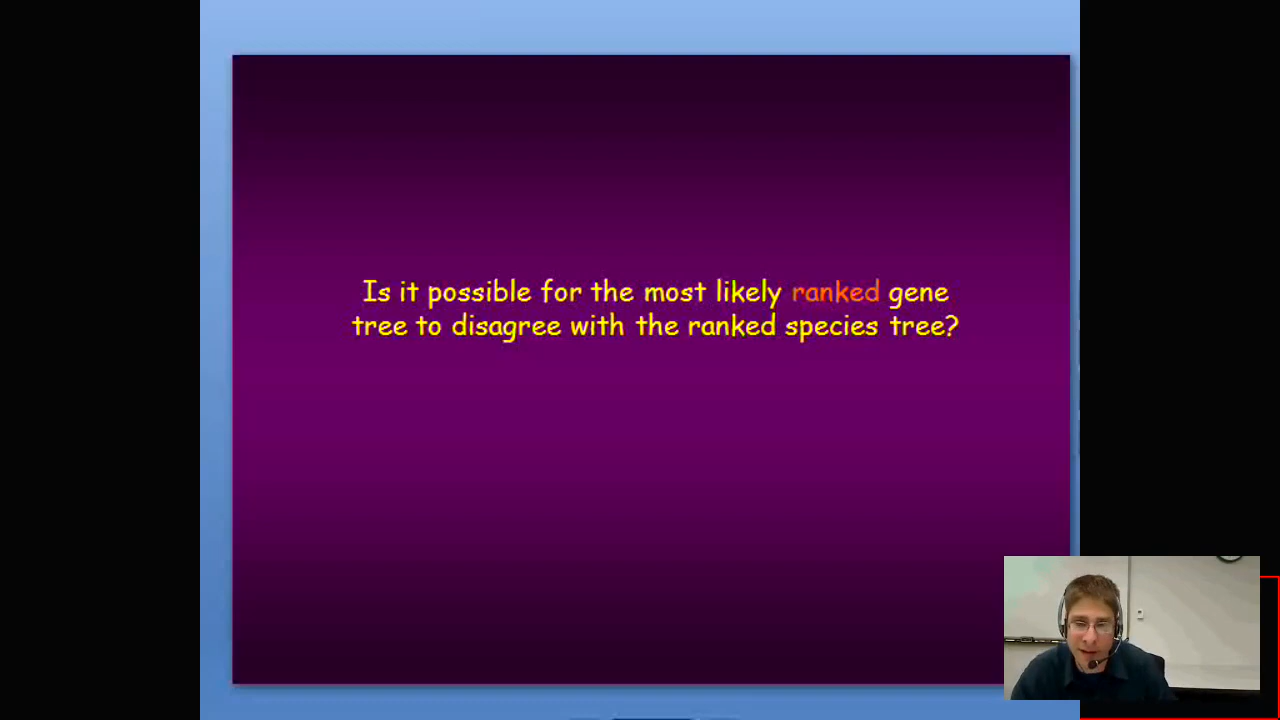 Is it possible for the most likely ranked gene
tree to disagree with the ranked species tree?